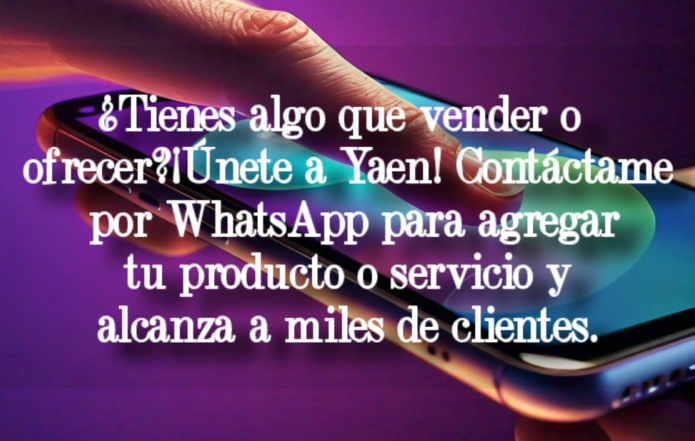 ¿Tienes algo que vender o
ofrecer?¡Únete a Yaen! Contáctame
por WhatsApp para agregar
tu producto o servicio y
alcanza a miles de clientes.